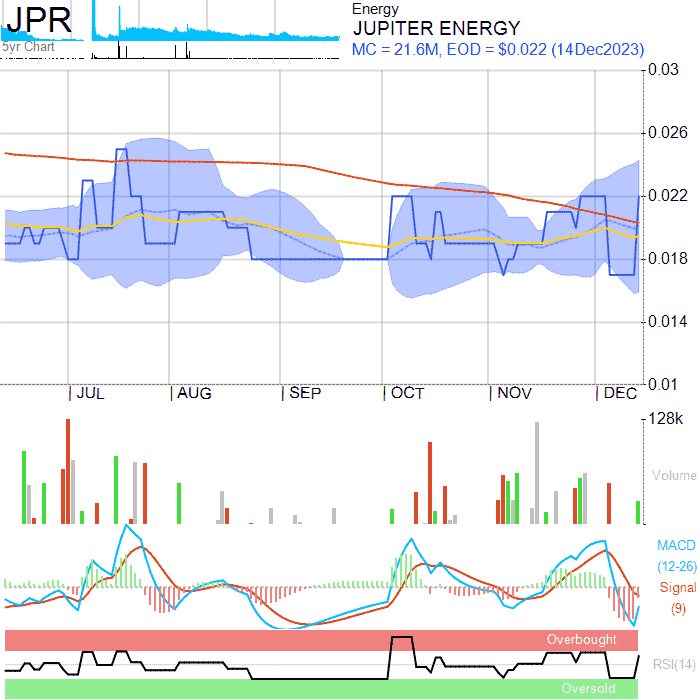 JPR
5yr Chart
Energy
JUPITER ENERGY
MC = 21.6M, EOD = $0.022 (14Dec2023)
0.03
0.026
0.022
0.018
0.014
0.01
JUL AUG SEP OCT NOV DEC
128k
Volume
MACD
(12-26)
Signal
(9)
Overbought
RSI(14)
Oversold